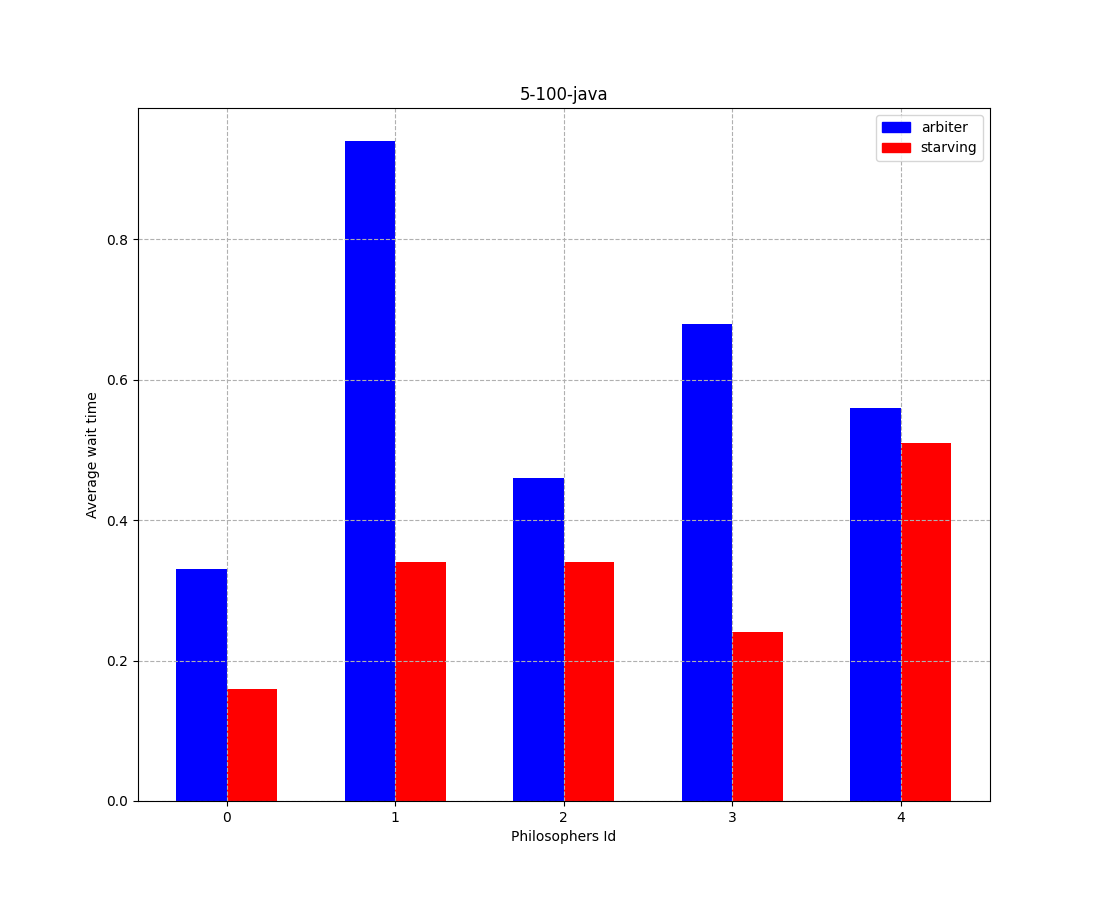 5-100-java
arbiter
starving
0.8
0.6
0.4
0.2
0.0
Average wait time
0 1 2 3 4
Philosophers Id